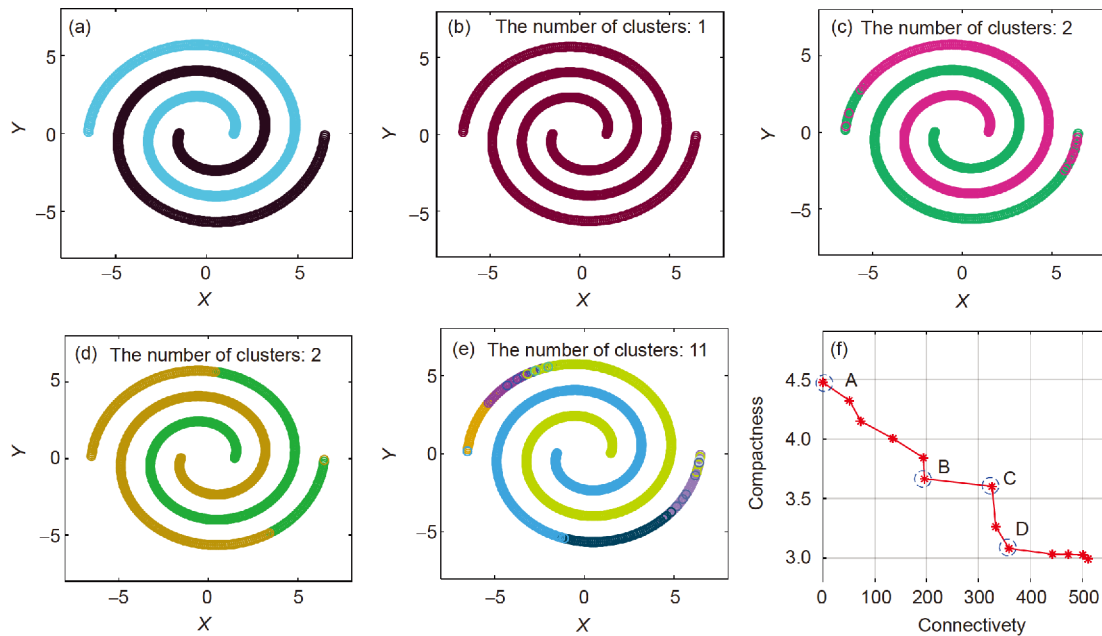 (a)
5
0
−5
Y
−5 0 5
X
(b) The number of clusters: 1
5
0
−5
Y
−5 0 5
X
(c) The number of clusters: 2
5
0
−5
Y
−5 0 5
X
(d) The number of clusters: 2
5
0
−5
Y
−5 0 5
X
(e) The number of clusters: 11
5
0
−5
Y
−5 0 5
X
(f)
4.5
4.0
3.5
3.0
Compactness
A
B
C
D
0 100 200 300 400 500
Connectivety